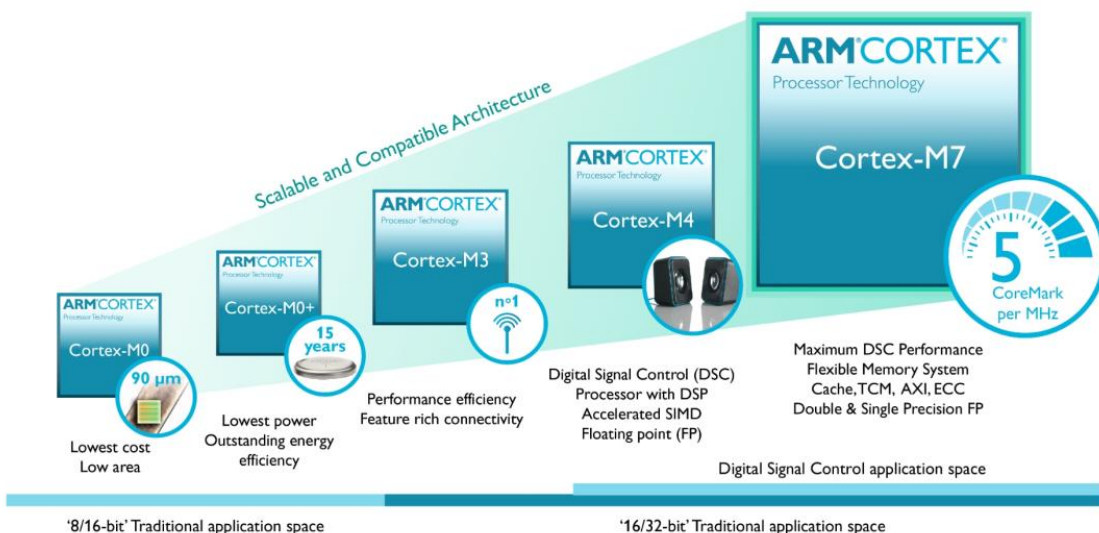 Scalable and Compatible Architecture
ARM®CORTEX®
Processor Technology
Cortex-M0
90 µm
Lowest cost
Low area
ARM®CORTEX®
Processor Technology
Cortex-M0+
15
years
Lowest power
Outstanding energy
efficiency
ARM®CORTEX®
Processor Technology
Cortex-M3
nº1
Performance efficiency
Feature rich connectivity
ARM®CORTEX®
Processor Technology
Cortex-M4
Digital Signal Control (DSC)
Processor with DSP
Accelerated SIMD
Floating point (FP)
ARM®CORTEX®
Processor Technology
Cortex-M7
5
CoreMark
per MHz
Maximum DSC Performance
Flexible Memory System
Cache, TCM, AXI, ECC
Double & Single Precision FP
Digital Signal Control application space
‘8/16-bit’ Traditional application space
‘16/32-bit’ Traditional application space